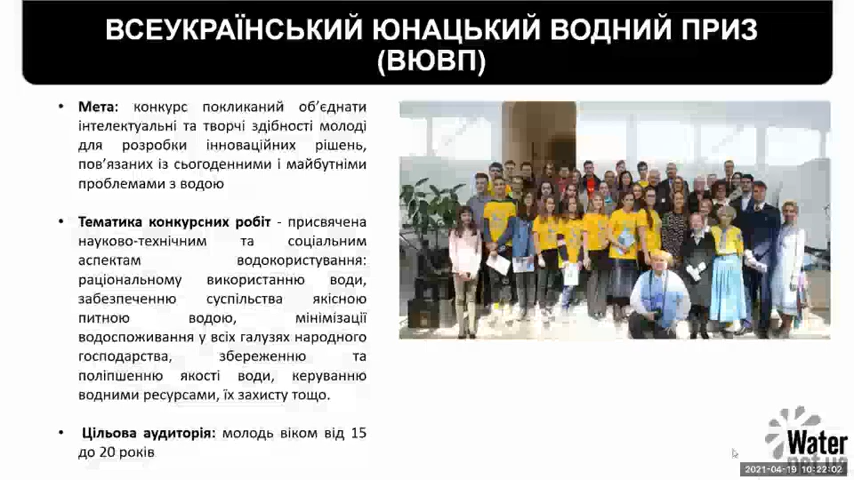 ВСЕУКРАЇНСЬКИЙ ЮНАЦЬКИЙ ВОДНИЙ ПРИЗ
(ВЮВП)
• Мета: конкурс покликаний об’єднати
інтелектуальні та творчі здібності молоді
для розробки інноваційних рішень,
пов’язаних із сьогоденними і майбутніми
проблемами з водою
• Тематика конкурсних робіт - присвячена
науково-технічним та соціальним
аспектам водокористування:
раціональному використанню води,
забезпеченню суспільства якісною
питною водою, мінімізації
водоспоживання у всіх галузях народного
господарства, збереженню та
поліпшенню якості води, керуванню
водними ресурсами, їх захисту тощо.
• Цільова аудиторія: молодь віком від 15
до 20 років
Water
2021-04-19 10:22:02